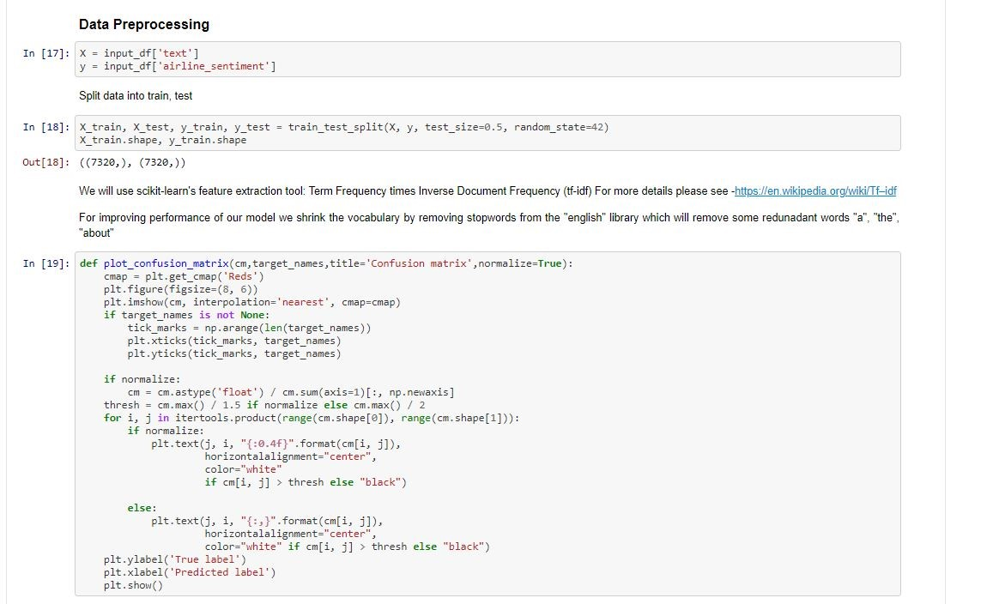 Data Preprocessing
In [17]: X = input_df['text']
y = input_df['airline_sentiment']
Split data into train, test
In [18]: X_train, X_test, y_train, y_test = train_test_split(X, y, test_size=0.5, random_state=42)
X_train.shape, y_train.shape
Out[18]: ((7320,), (7320,))
We will use scikit-learn's feature extraction tool: Term Frequency times Inverse Document Frequency (tf-idf) For more details please see -https://en.wikipedia.org/wiki/Tf–idf
For improving performance of our model we shrink the vocabulary by removing stopwords from the "english" library which will remove some redunadant words "a", "the",
"about"
In [19]: def plot_confusion_matrix(cm,target_names,title='Confusion matrix',normalize=True):
    cmap = plt.get_cmap('Reds')
    plt.figure(figsize=(8, 6))
    plt.imshow(cm, interpolation='nearest', cmap=cmap)
    if target_names is not None:
        tick_marks = np.arange(len(target_names))
        plt.xticks(tick_marks, target_names)
        plt.yticks(tick_marks, target_names)
    if normalize:
        cm = cm.astype('float') / cm.sum(axis=1)[:, np.newaxis]
    thresh = cm.max() / 1.5 if normalize else cm.max() / 2
    for i, j in itertools.product(range(cm.shape[0]), range(cm.shape[1])):
        if normalize:
            plt.text(j, i, "{:0.4f}".format(cm[i, j]),
                     horizontalalignment="center",
                     color="white"
                     if cm[i, j] > thresh else "black")
        else:
            plt.text(j, i, "{:,}".format(cm[i, j]),
                     horizontalalignment="center",
                     color="white" if cm[i, j] > thresh else "black")
    plt.ylabel('True label')
    plt.xlabel('Predicted label')
    plt.show()